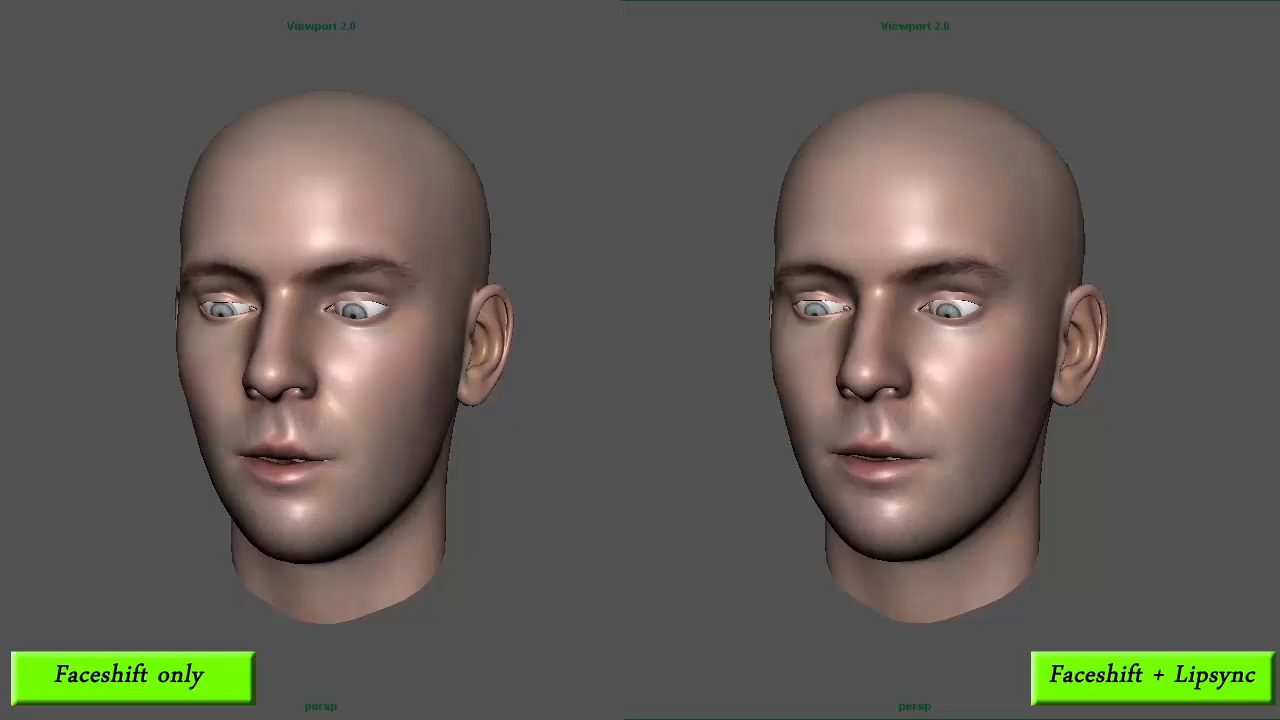 Viewport 2.0
Viewport 2.0
Faceshift only
Faceshift + Lipsync
persp
persp